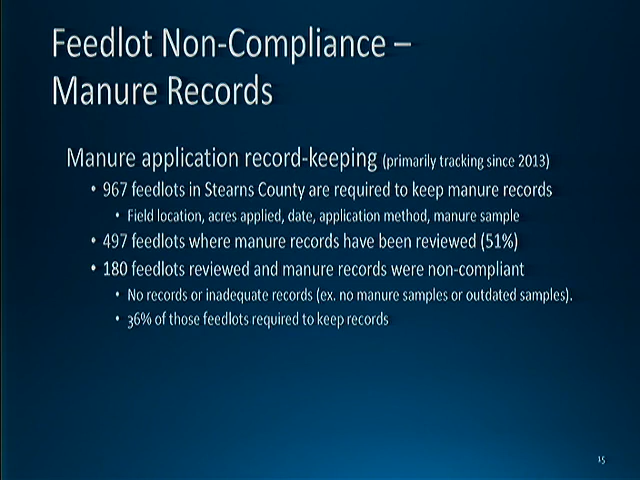 Feedlot Non-Compliance –
Manure Records
Manure application record-keeping (primarily tracking since 2013)
• 967 feedlots in Stearns County are required to keep manure records
• Field location, acres applied, date, application method, manure sample
• 497 feedlots where manure records have been reviewed (51%)
• 180 feedlots reviewed and manure records were non-compliant
• No records or inadequate records (ex. no manure samples or outdated samples).
• 36% of those feedlots required to keep records
15